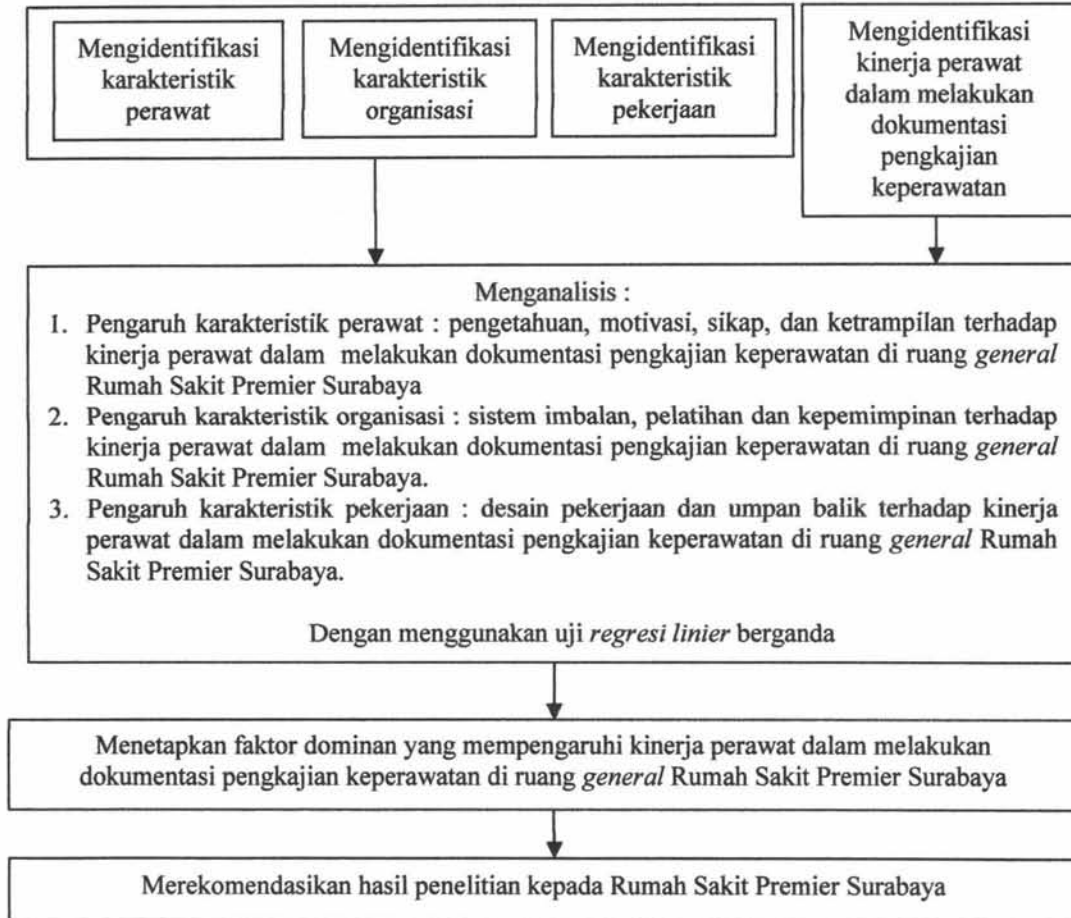 Mengidentifikasi
karakteristik
perawat
Mengidentifikasi
karakteristik
organisasi
Mengidentifikasi
karakteristik
pekerjaan
Mengidentifikasi
kinerja perawat
dalam melakukan
dokumentasi
pengkajian
keperawatan
Menganalisis :
1. Pengaruh karakteristik perawat : pengetahuan, motivasi, sikap, dan ketrampilan terhadap
kinerja perawat dalam melakukan dokumentasi pengkajian keperawatan di ruang general
Rumah Sakit Premier Surabaya
2. Pengaruh karakteristik organisasi : sistem imbalan, pelatihan dan kepemimpinan terhadap
kinerja perawat dalam melakukan dokumentasi pengkajian keperawatan di ruang general
Rumah Sakit Premier Surabaya.
3. Pengaruh karakteristik pekerjaan : desain pekerjaan dan umpan balik terhadap kinerja
perawat dalam melakukan dokumentasi pengkajian keperawatan di ruang general Rumah
Sakit Premier Surabaya.
Dengan menggunakan uji regresi linier berganda
Menetapkan faktor dominan yang mempengaruhi kinerja perawat dalam melakukan
dokumentasi pengkajian keperawatan di ruang general Rumah Sakit Premier Surabaya
Merekomendasikan hasil penelitian kepada Rumah Sakit Premier Surabaya